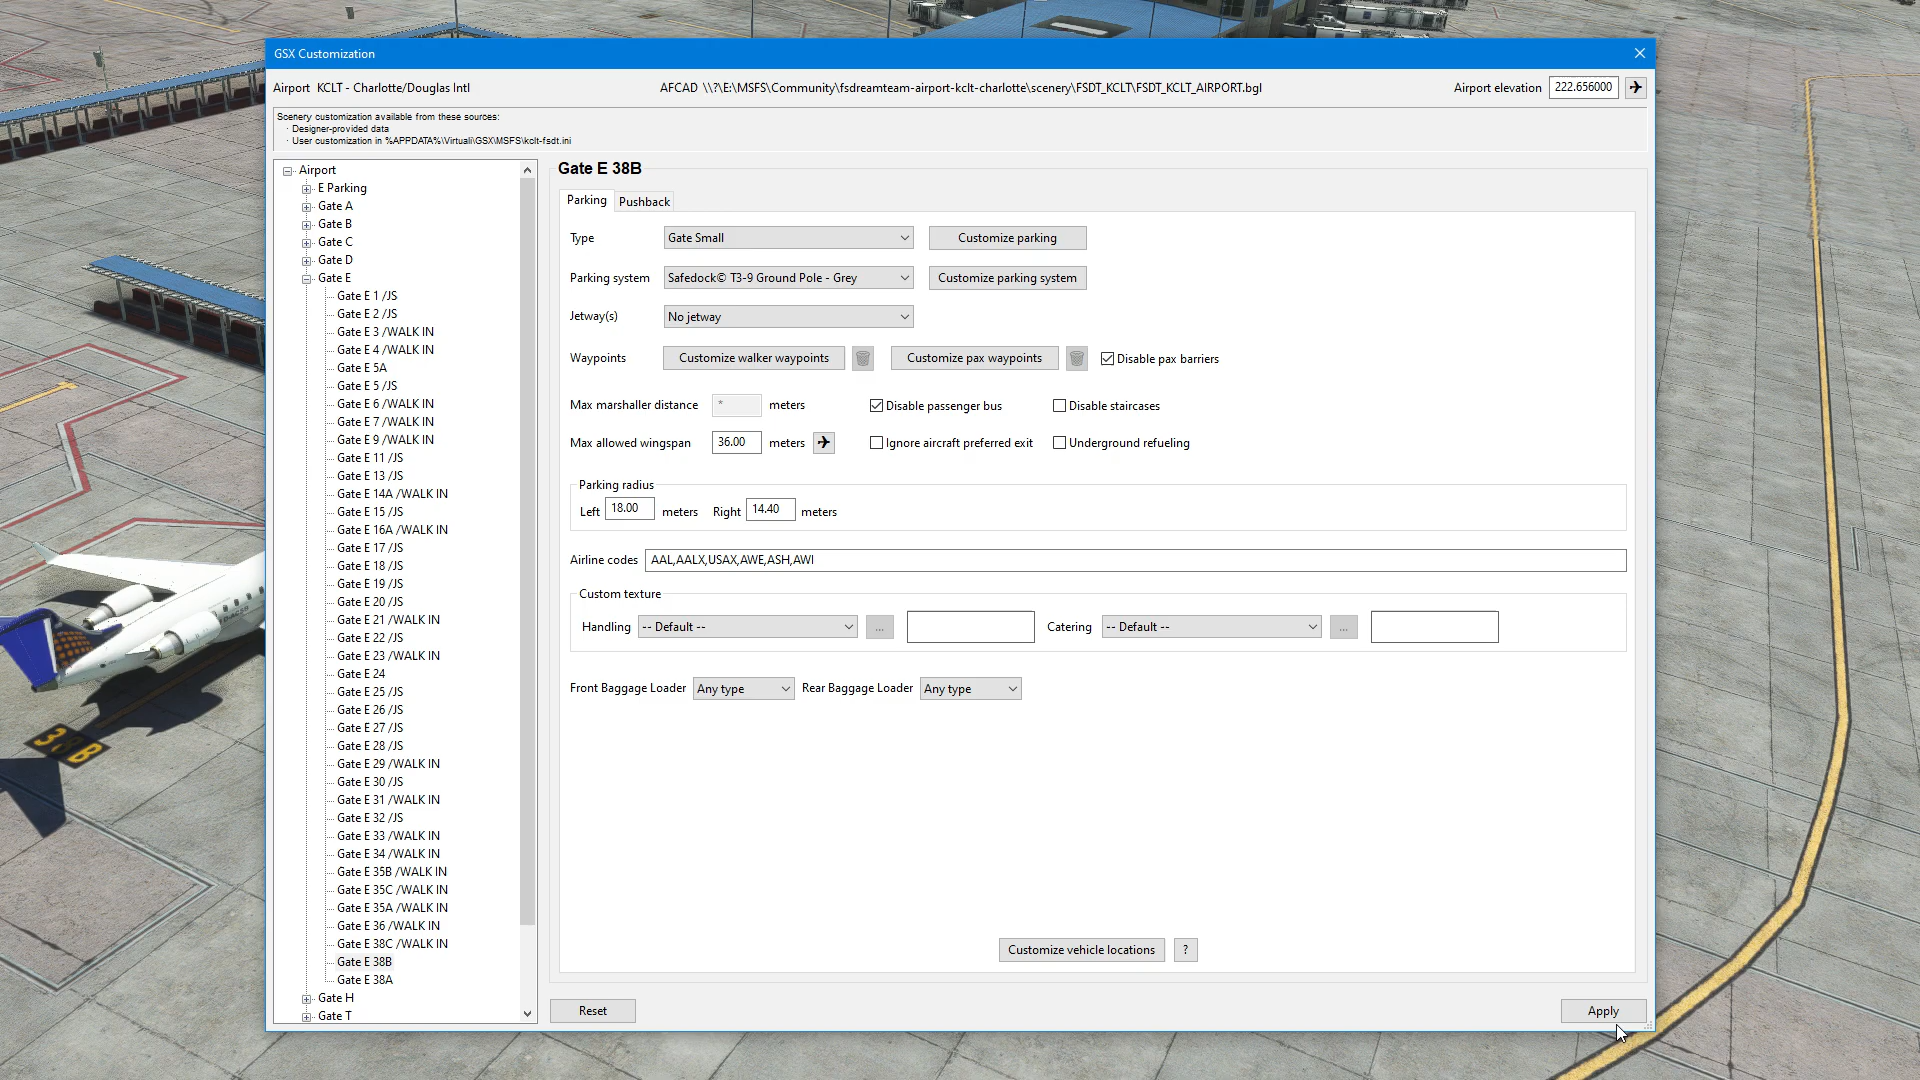 GSX Customization
Airport KCLT - Charlotte/Douglas Intl
AFCAD \\?\E:\MSFS\Community\fsdreamteam-airport-kclt-charlotte\scenery\FSDT_KCLT\FSDT_KCLT_AIRPORT.bgl
Airport elevation 222.656000
Scenery customization available from these sources:
· Designer-provided data
· User customization in %APPDATA%\Virtuali\GSX\MSFS\kclt-fsdt.ini
Airport
E Parking
Gate A
Gate B
Gate C
Gate D
Gate E
Gate E 1 /JS
Gate E 2 /JS
Gate E 3 /WALK IN
Gate E 4 /WALK IN
Gate E 5A
Gate E 5 /JS
Gate E 6 /WALK IN
Gate E 7 /WALK IN
Gate E 9 /WALK IN
Gate E 11 /JS
Gate E 13 /JS
Gate E 14A /WALK IN
Gate E 15 /JS
Gate E 16A /WALK IN
Gate E 17 /JS
Gate E 18 /JS
Gate E 19 /JS
Gate E 20 /JS
Gate E 21 /WALK IN
Gate E 22 /JS
Gate E 23 /WALK IN
Gate E 24
Gate E 25 /JS
Gate E 26 /JS
Gate E 27 /JS
Gate E 28 /JS
Gate E 29 /WALK IN
Gate E 30 /JS
Gate E 31 /WALK IN
Gate E 32 /JS
Gate E 33 /WALK IN
Gate E 34 /WALK IN
Gate E 35B /WALK IN
Gate E 35C /WALK IN
Gate E 35A /WALK IN
Gate E 36 /WALK IN
Gate E 38C /WALK IN
Gate E 38B
Gate E 38A
Gate H
Gate T
Gate E 38B
Parking Pushback
Type Gate Small Customize parking
Parking system Safedock© T3-9 Ground Pole - Grey Customize parking system
Jetway(s) No jetway
Waypoints Customize walker waypoints Customize pax waypoints Disable pax barriers
Max marshaller distance * meters Disable passenger bus Disable staircases
Max allowed wingspan 36.00 meters Ignore aircraft preferred exit Underground refueling
Parking radius
Left 18.00 meters Right 14.40 meters
Airline codes AAL,AALX,USAX,AWE,ASH,AWI
Custom texture
Handling -- Default -- ... Catering -- Default -- ...
Front Baggage Loader Any type Rear Baggage Loader Any type
Customize vehicle locations ?
Reset Apply
38B